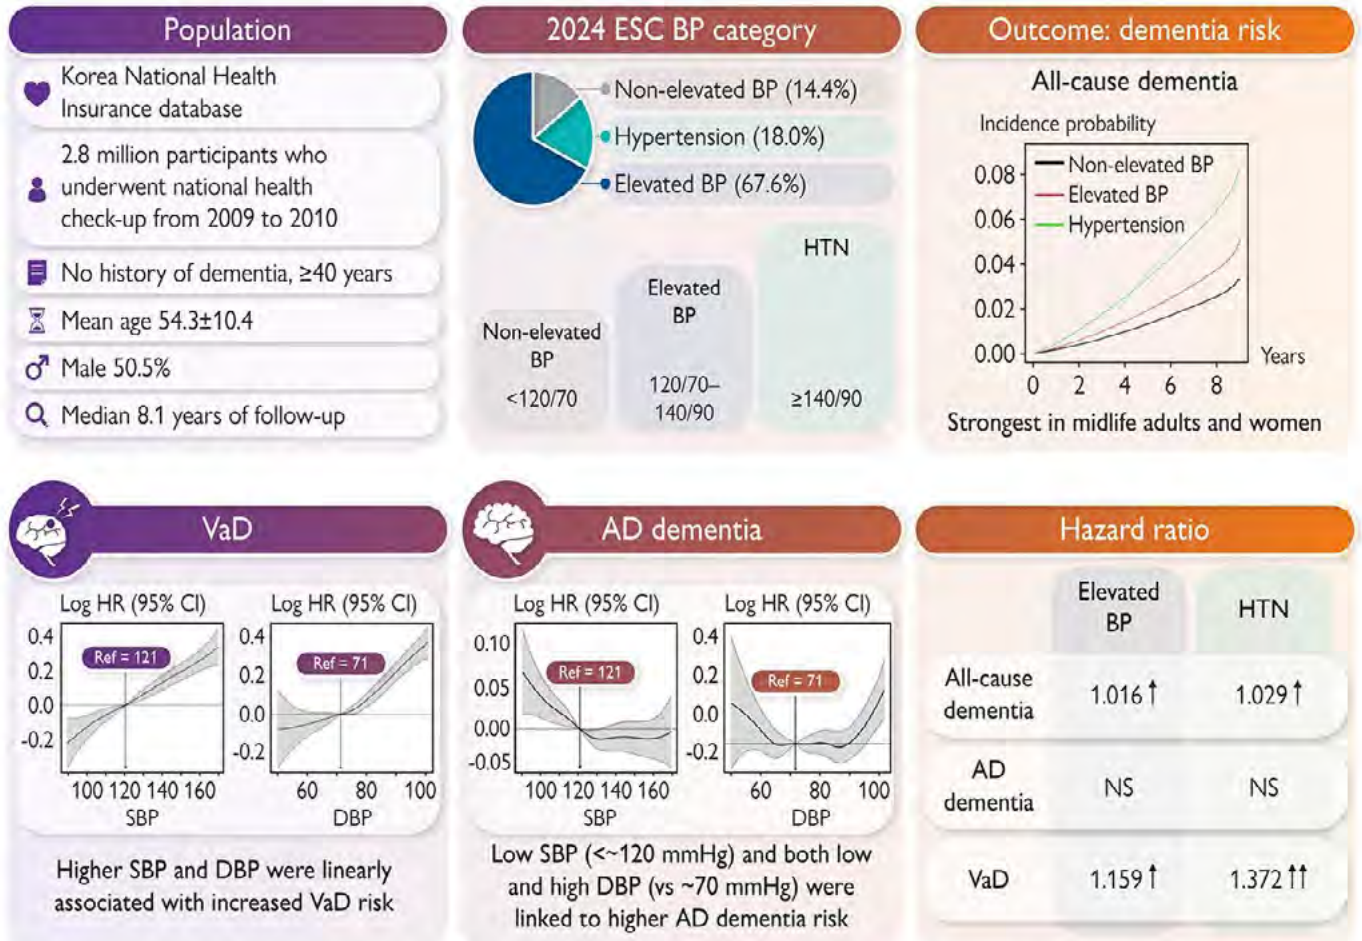 Population
Korea National Health
Insurance database
2.8 million participants who
underwent national health
check-up from 2009 to 2010
No history of dementia, ≥40 years
Mean age 54.3±10.4
Male 50.5%
Median 8.1 years of follow-up
2024 ESC BP category
Non-elevated BP (14.4%)
Hypertension (18.0%)
Elevated BP (67.6%)
Non-elevated
BP
<120/70
Elevated
BP
120/70–
140/90
HTN
≥140/90
Outcome: dementia risk
All-cause dementia
Incidence probability
0.08
0.06
0.04
0.02
0.00
Non-elevated BP
Elevated BP
Hypertension
0 2 4 6 8
Years
Strongest in midlife adults and women
VaD
Log HR (95% CI)
0.4
0.2
0.0
-0.2
Ref = 121
100 120 140 160
SBP
Log HR (95% CI)
0.4
0.2
0.0
-0.2
Ref = 71
60 80 100
DBP
Higher SBP and DBP were linearly
associated with increased VaD risk
AD dementia
Log HR (95% CI)
0.10
0.05
0.00
-0.05
Ref = 121
100 120 140 160
SBP
Log HR (95% CI)
0.4
0.2
0.0
-0.2
Ref = 71
60 80 100
DBP
Low SBP (<~120 mmHg) and both low
and high DBP (vs ~70 mmHg) were
linked to higher AD dementia risk
Hazard ratio
Elevated
BP
HTN
All-cause
dementia
1.016↑ 1.029↑
AD
dementia
NS NS
VaD 1.159↑ 1.372↑↑